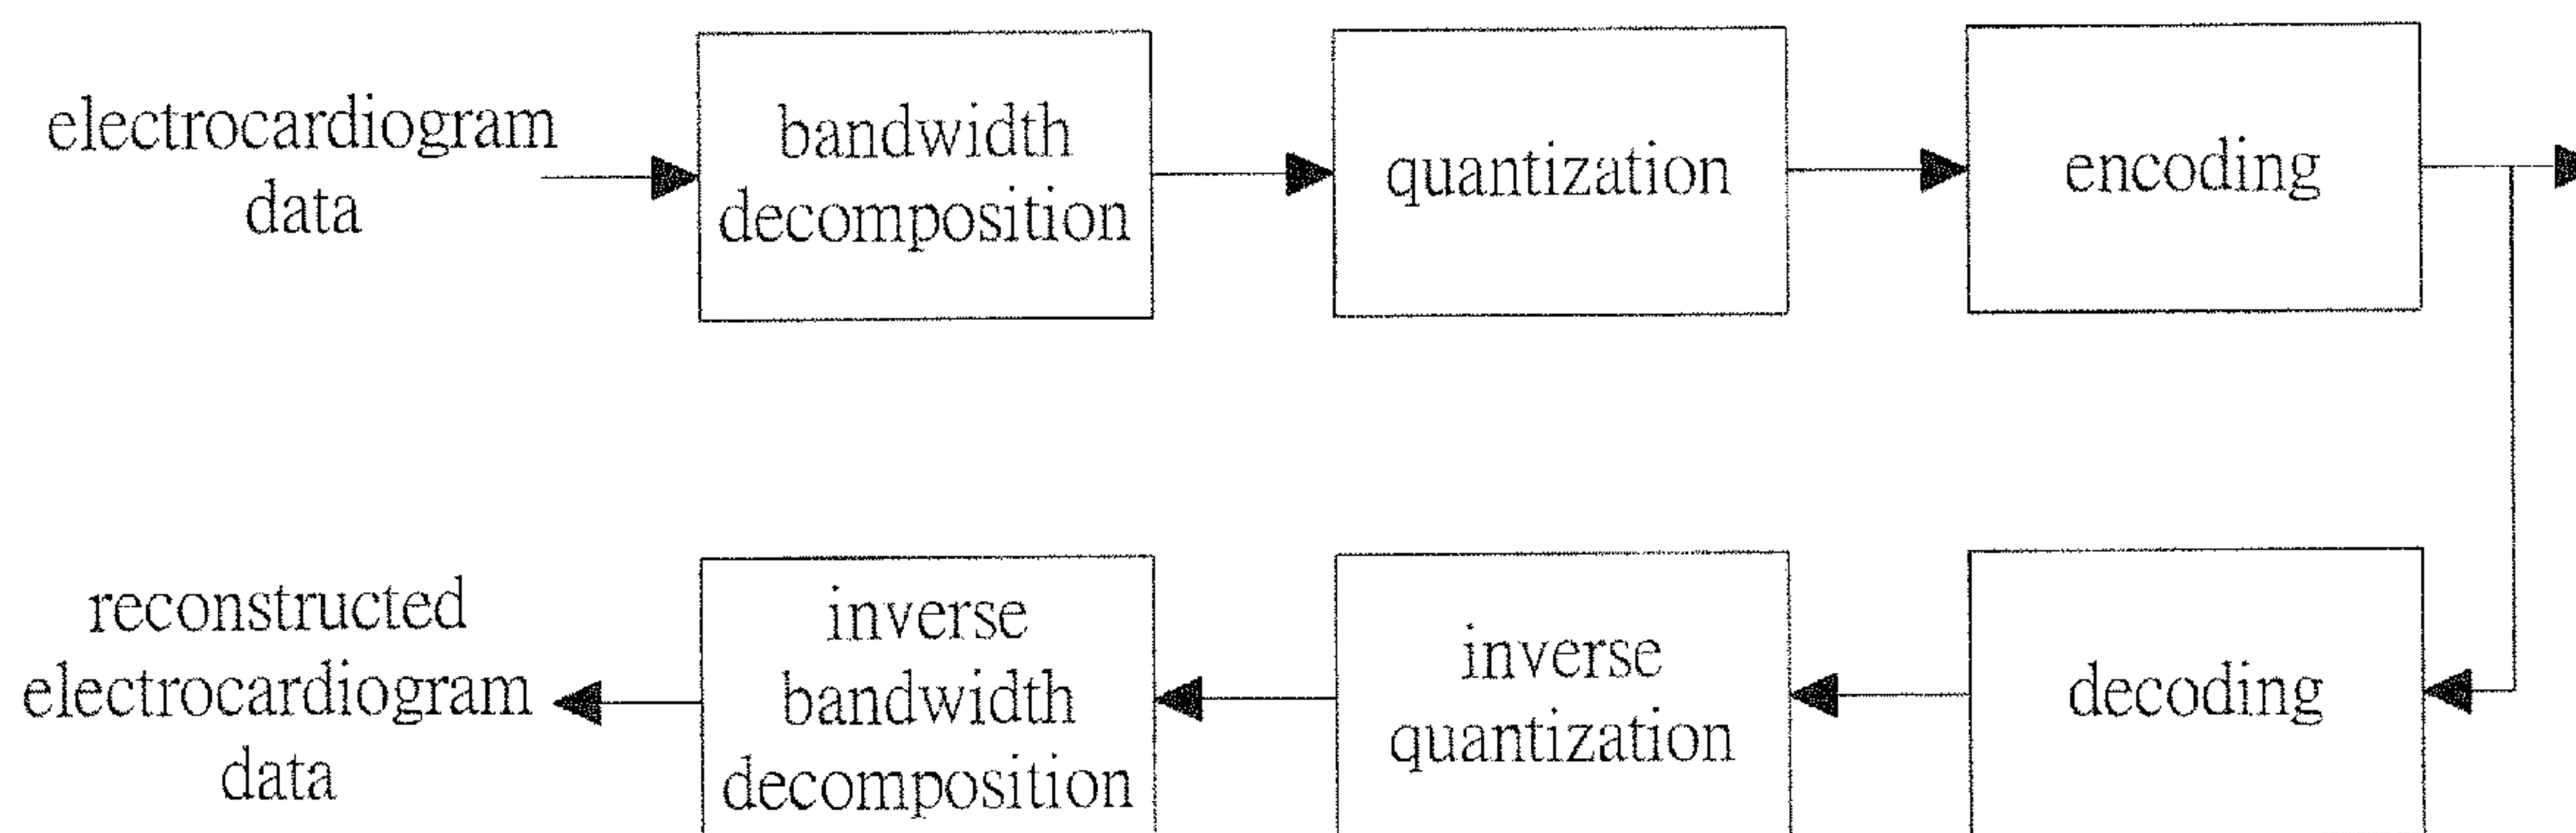 electrocardiogram
data
bandwidth
decomposition
quantization
encoding
reconstructed
electrocardiogram
data
inverse
bandwidth
decomposition
inverse
quantization
decoding